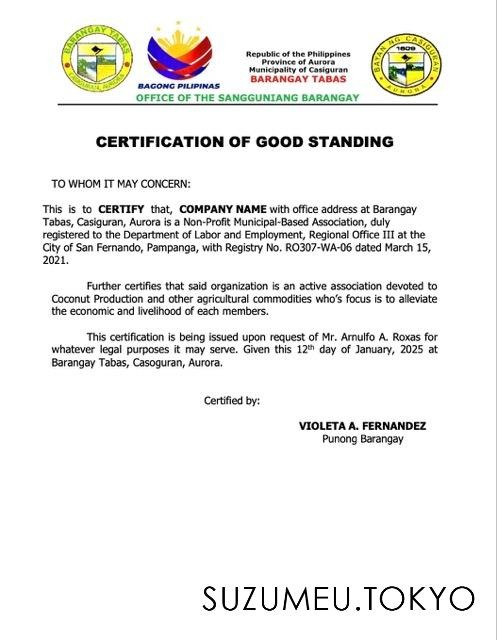 BARANGAY TABAS
CASIGURAN, AURORA
BAGONG PILIPINAS
Republic of the Philippines
Province of Aurora
Municipality of Casiguran
BARANGAY TABAS
OFFICE OF THE SANGGUNIANG BARANGAY
BAYAN NG CASIGURAN
1609
AURORA
CERTIFICATION OF GOOD STANDING
TO WHOM IT MAY CONCERN:
This is to CERTIFY that, COMPANY NAME with office address at Barangay
Tabas, Casiguran, Aurora is a Non-Profit Municipal-Based Association, duly
registered to the Department of Labor and Employment, Regional Office III at the
City of San Fernando, Pampanga, with Registry No. RO307-WA-06 dated March 15,
2021.
Further certifies that said organization is an active association devoted to
Coconut Production and other agricultural commodities who's focus is to alleviate
the economic and livelihood of each members.
This certification is being issued upon request of Mr. Arnulfo A. Roxas for
whatever legal purposes it may serve. Given this 12th day of January, 2025 at
Barangay Tabas, Casoguran, Aurora.
Certified by:
VIOLETA A. FERNANDEZ
Punong Barangay
SUZUMEU.TOKYO